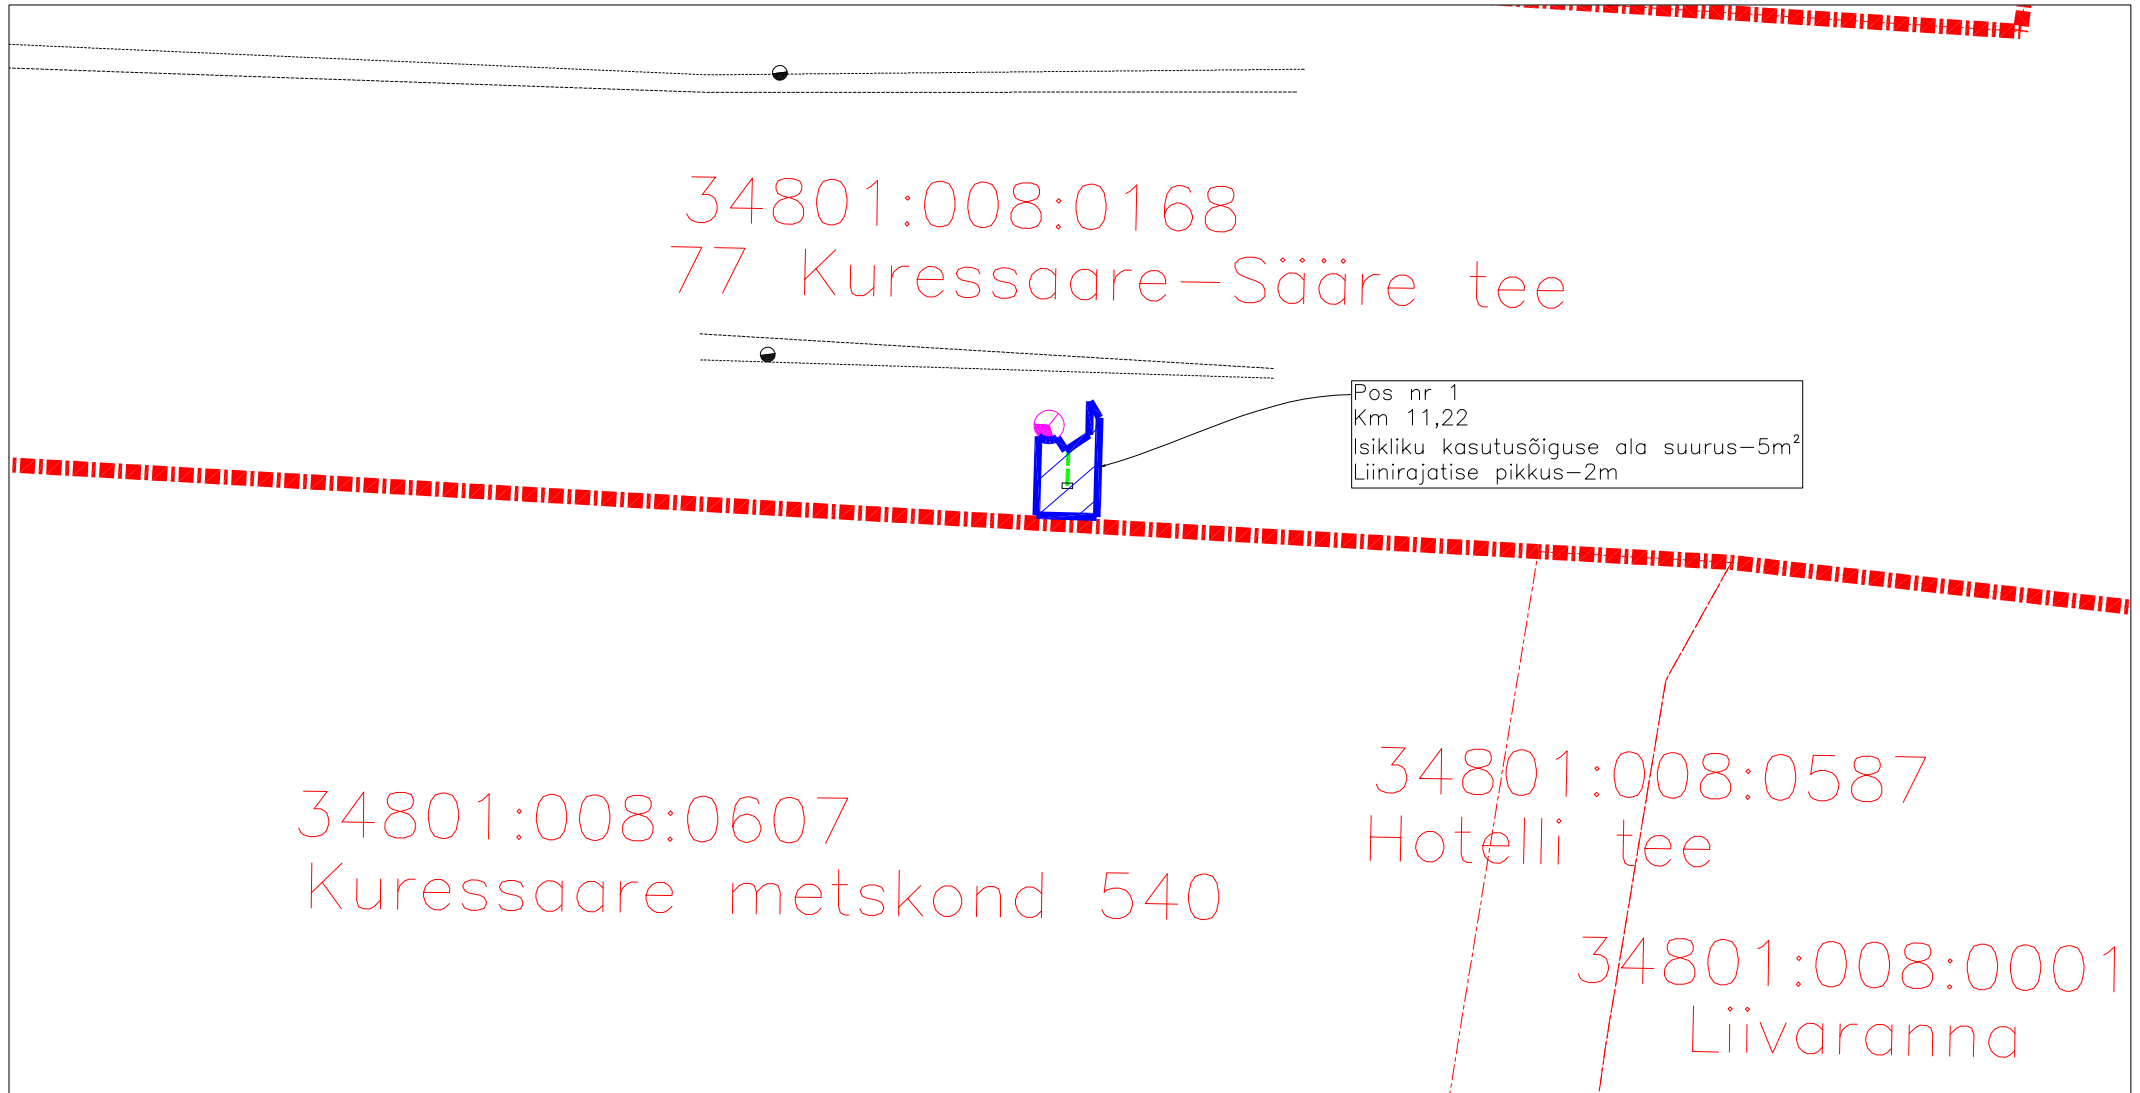 34801:008:0168
77 Kuressaare-Sääre tee
Pos nr 1
Km 11,22
Isikliku kasutusõiguse ala suurus-5m²
Liinirajatise pikkus-2m
34801:008:0607
Kuressaare metskond 540
34801:008:0587
Hotelli tee
34801:008:0001
Liivaranna